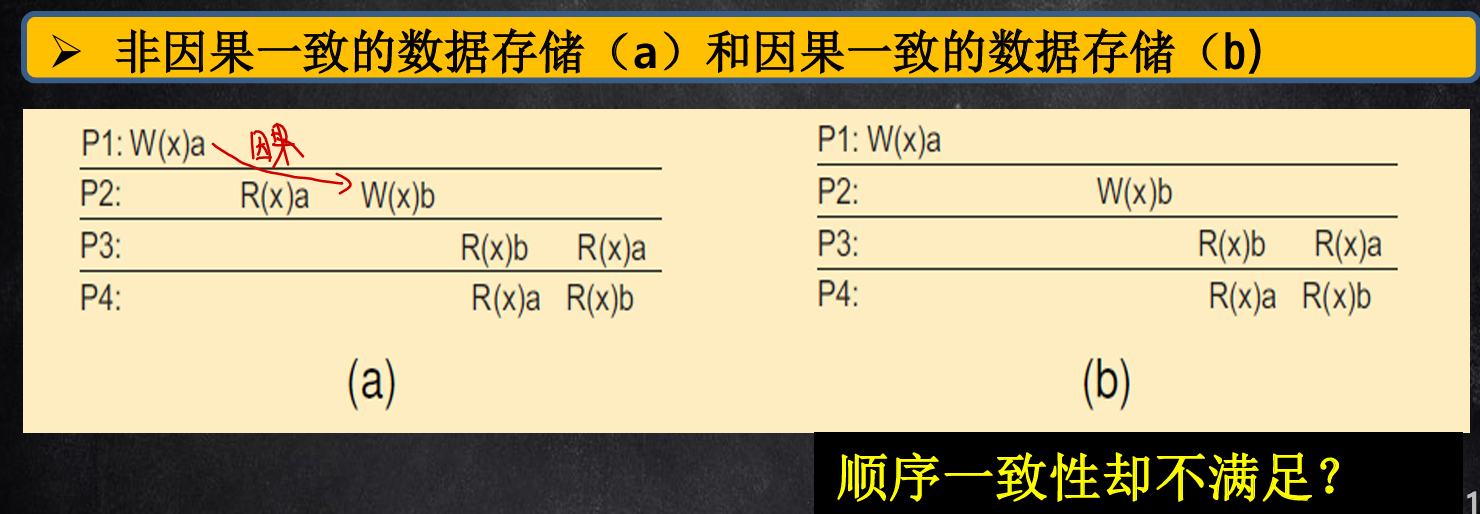 ➤ 非因果一致的数据存储（a）和因果一致的数据存储（b)
P1: W(x)a 因果
P2: R(x)a W(x)b
P3: R(x)b R(x)a
P4: R(x)a R(x)b
(a)
P1: W(x)a
P2: W(x)b
P3: R(x)b R(x)a
P4: R(x)a R(x)b
(b)
顺序一致性却不满足？
1